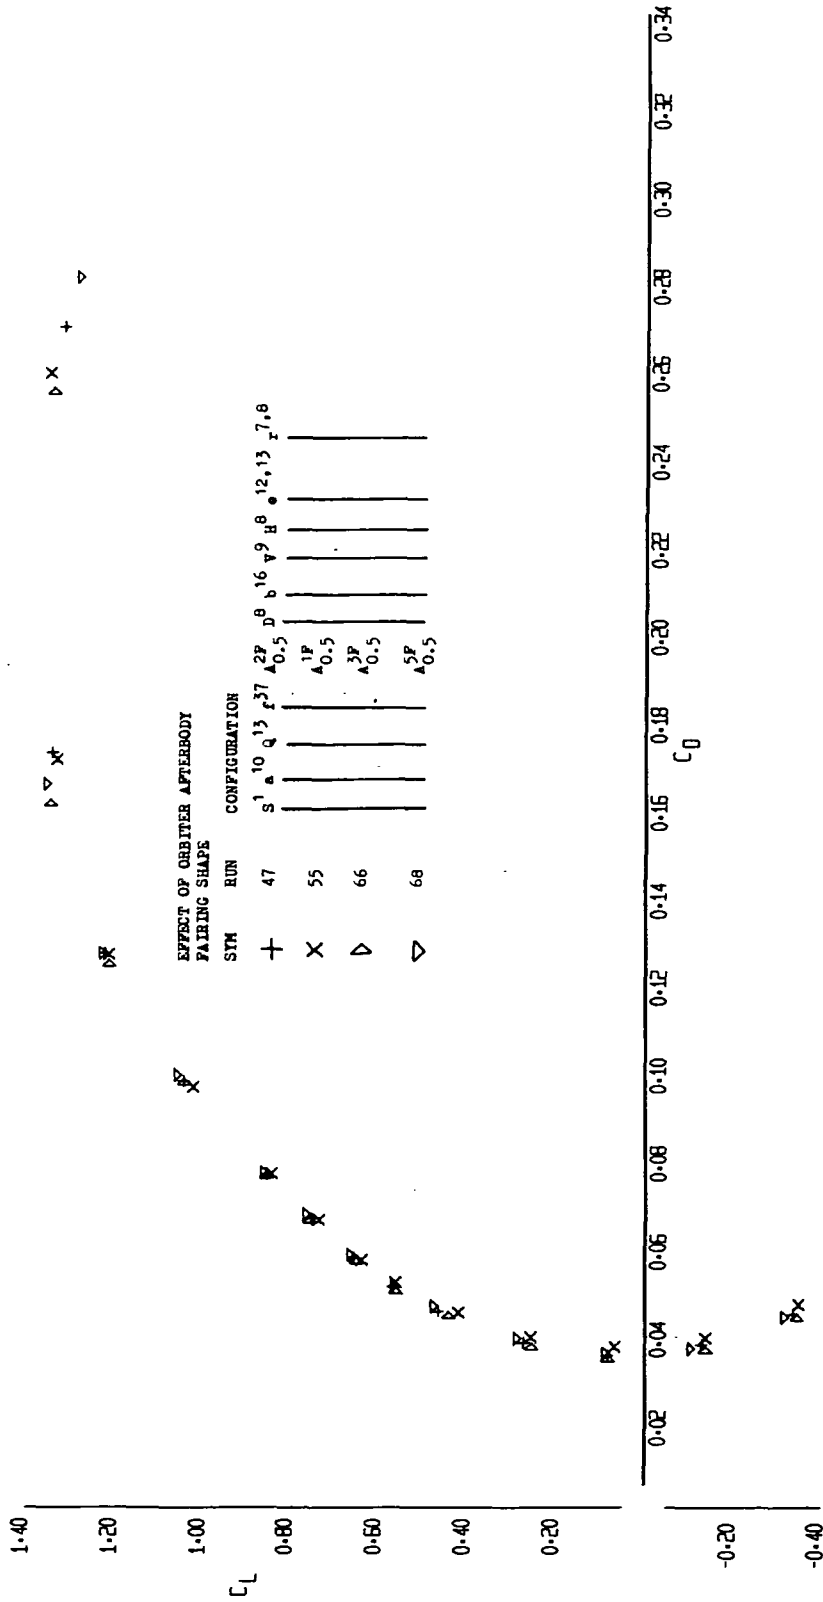 EFFECT OF ORBITER AFTERBODY
FAIRING SHAPE
SYM RUN CONFIGURATION
47 S1 a10 Q13 f37 A2F0.5 D8 b16 V9 H8 e12,13 r7,8
55 A1F0.5
66 A3F0.5
68 A5F0.5
CL
1.40
1.20
1.00
0.80
0.60
0.40
0.20
-0.20
-0.40
0.02
0.04
0.06
0.08
0.10
0.12
0.14
0.16
0.18
0.20
0.22
0.24
0.26
0.28
0.30
0.32
0.34
CD